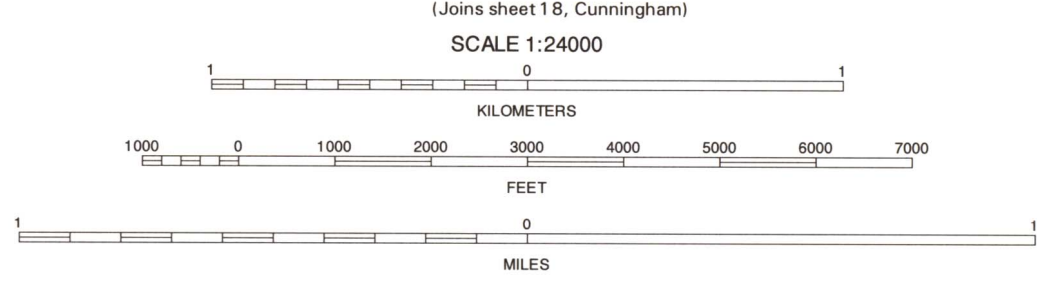 (Joins sheet 18, Cunningham)
SCALE 1:24000
1 0 1
KILOMETERS
1000 0 1000 2000 3000 4000 5000 6000 7000
FEET
1 0 1
MILES